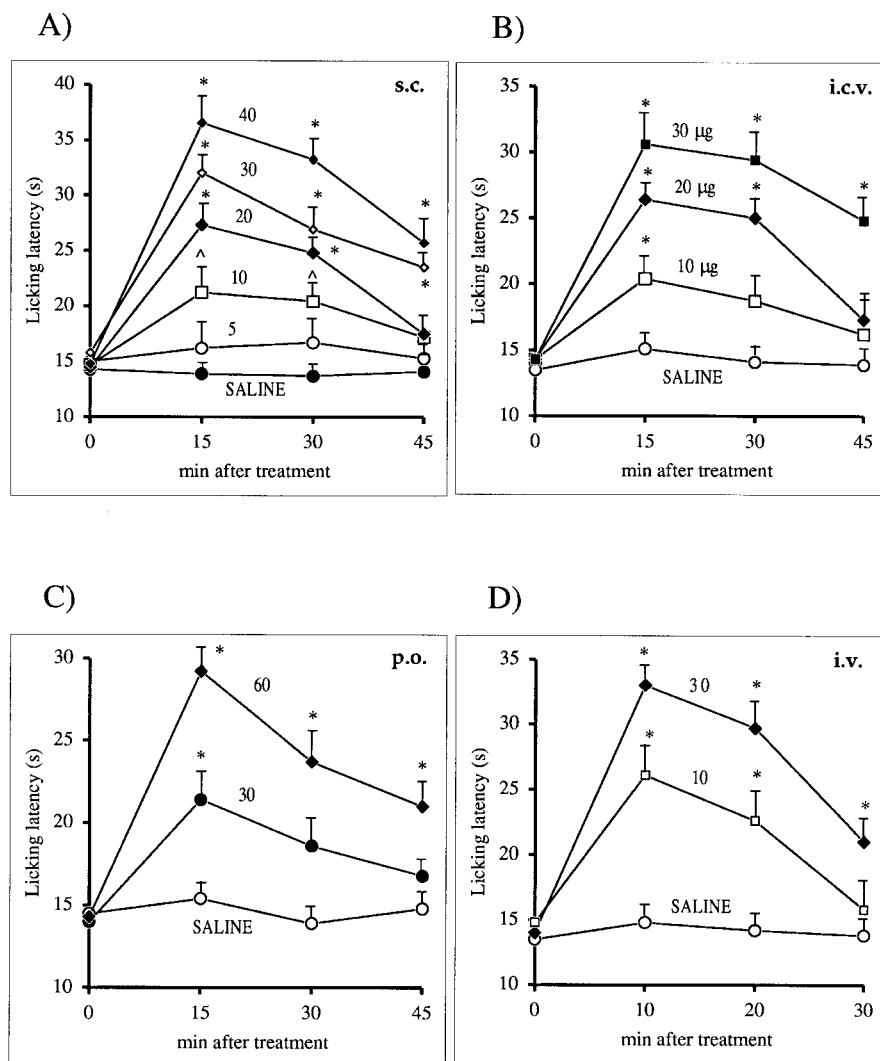 A)
s.c.
Licking latency (s)
40
35
30
25
20
15
10
* * *
* * *
* * 
^ ^
40
30
20
10
5
SALINE
0 15 30 45
min after treatment
B)
i.c.v.
Licking latency (s)
35
30
25
20
15
10
* * *
* *
*
30 µg
20 µg
10 µg
SALINE
0 15 30 45
min after treatment
C)
p.o.
Licking latency (s)
30
25
20
15
10
* * *
*
60
30
SALINE
0 15 30 45
min after treatment
D)
i.v.
Licking latency (s)
35
30
25
20
15
10
* * *
* *
30
10
SALINE
0 10 20 30
min after treatment